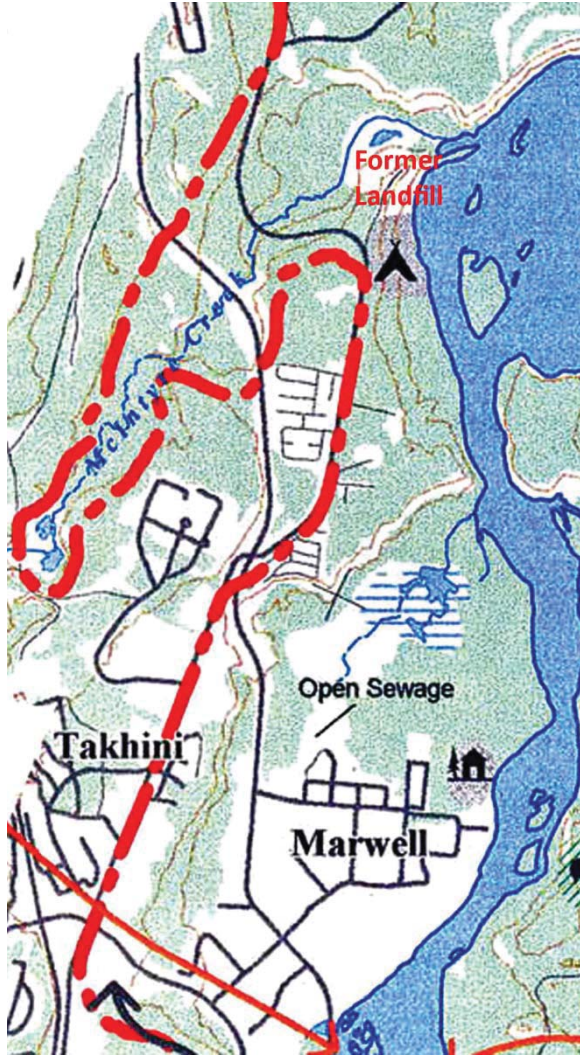 Former
Landfill
McIntyre Creek
Open Sewage
Takhini
Marwell